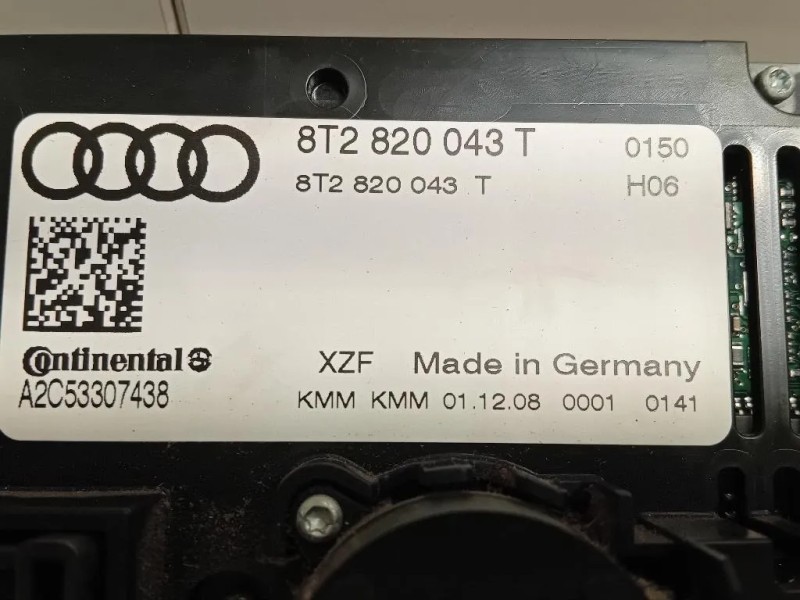 8T2 820 043 T 0150
8T2 820 043 T H06
Continental
A2C53307438
XZF Made in Germany
KMM KMM 01.12.08 0001 0141